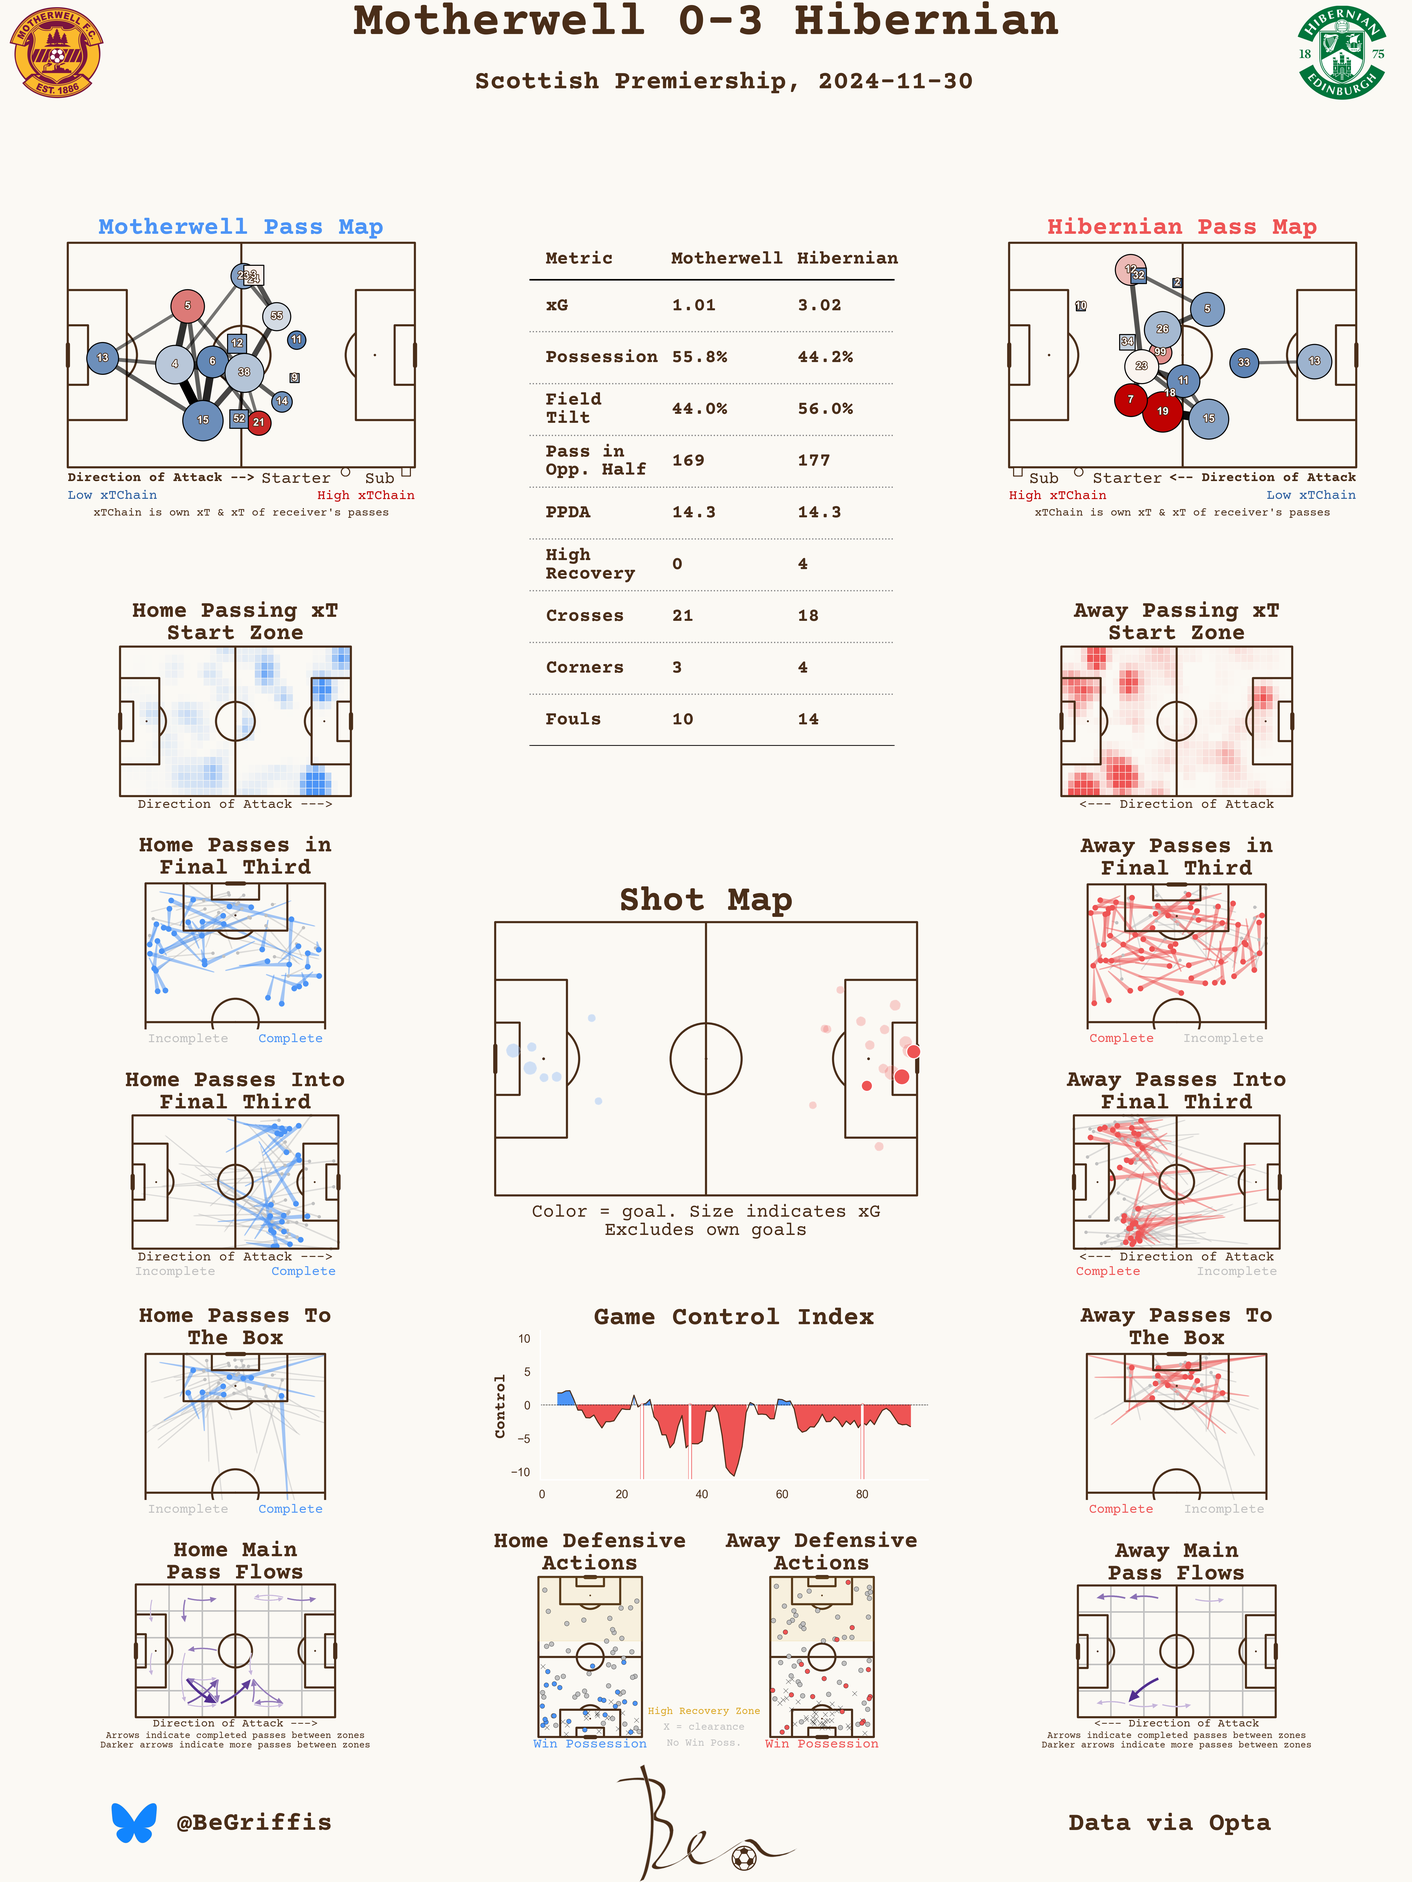 Motherwell 0-3 Hibernian
Scottish Premiership, 2024-11-30
MOTHERWELL F.C.
EST. 1886
HIBERNIAN
18 75
EDINBURGH
Motherwell Pass Map
23
24
5
55
11
12
13
4
6
38
9
14
15
52
21
Direction of Attack --> Starter Sub
Low xTChain High xTChain
xTChain is own xT & xT of receiver's passes
Metric Motherwell Hibernian
xG 1.01 3.02
Possession 55.8% 44.2%
Field Tilt 44.0% 56.0%
Pass in Opp. Half 169 177
PPDA 14.3 14.3
High Recovery 0 4
Crosses 21 18
Corners 3 4
Fouls 10 14
Hibernian Pass Map
12
32
2
10
5
26
34
99
23
33
13
11
18
7
19
15
Sub Starter <-- Direction of Attack
High xTChain Low xTChain
xTChain is own xT & xT of receiver's passes
Home Passing xT
Start Zone
Direction of Attack --->
Away Passing xT
Start Zone
<--- Direction of Attack
Home Passes in
Final Third
Incomplete Complete
Away Passes in
Final Third
Complete Incomplete
Shot Map
Color = goal. Size indicates xG
Excludes own goals
Home Passes Into
Final Third
Direction of Attack --->
Incomplete Complete
Away Passes Into
Final Third
<--- Direction of Attack
Complete Incomplete
Home Passes To
The Box
Incomplete Complete
Game Control Index
Control
10
5
0
−5
−10
0 20 40 60 80
Away Passes To
The Box
Complete Incomplete
Home Main
Pass Flows
Direction of Attack --->
Arrows indicate completed passes between zones
Darker arrows indicate more passes between zones
Home Defensive
Actions
Win Possession
High Recovery Zone
X = clearance
No Win Poss.
Away Defensive
Actions
Win Possession
Away Main
Pass Flows
<--- Direction of Attack
Arrows indicate completed passes between zones
Darker arrows indicate more passes between zones
@BeGriffis
Ben
Data via Opta